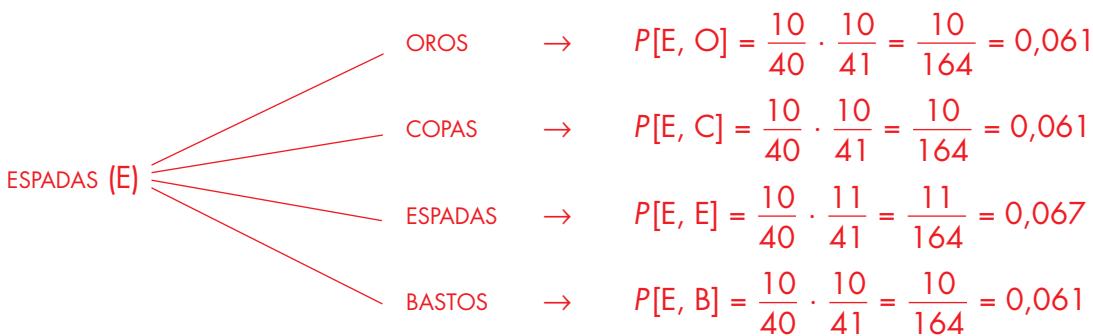 OROS → P[E, O] = 10/40 · 10/41 = 10/164 = 0,061
COPAS → P[E, C] = 10/40 · 10/41 = 10/164 = 0,061
ESPADAS (E)
ESPADAS → P[E, E] = 10/40 · 11/41 = 11/164 = 0,067
BASTOS → P[E, B] = 10/40 · 10/41 = 10/164 = 0,061